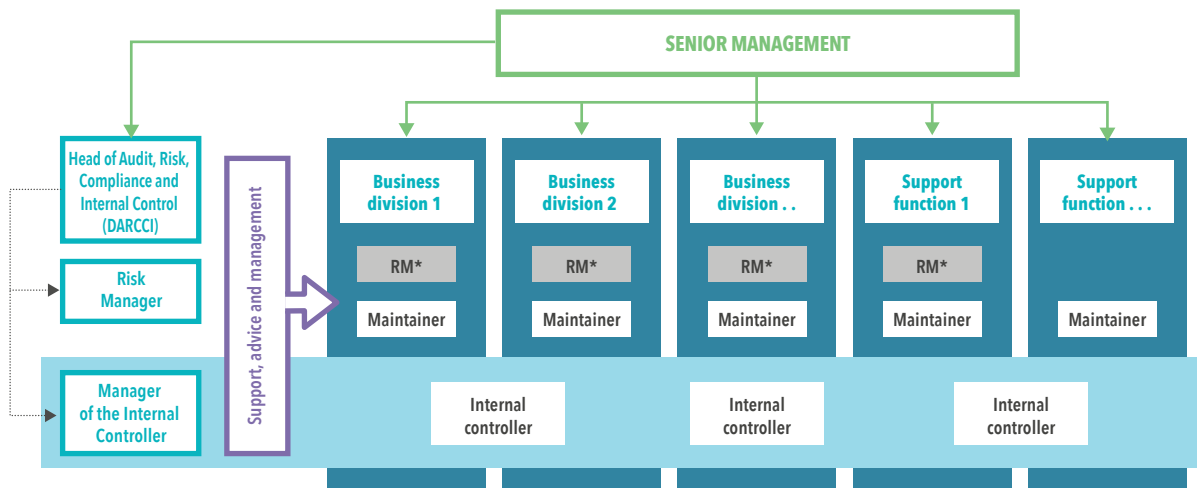 SENIOR MANAGEMENT
Head of Audit, Risk,
Compliance and
Internal Control
(DARCCI)
Risk
Manager
Manager
of the Internal
Controller
Support, advice and management
Business
division 1
Business
division 2
Business
division . .
Support
function 1
Support
function . . .
RM*
RM*
RM*
RM*
Maintainer
Maintainer
Maintainer
Maintainer
Maintainer
Internal
controller
Internal
controller
Internal
controller